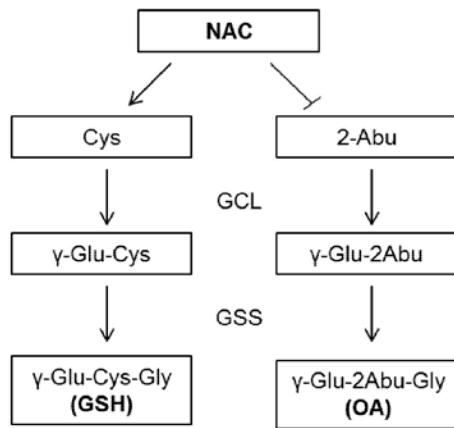 NAC
Cys
2-Abu
GCL
γ-Glu-Cys
γ-Glu-2Abu
GSS
γ-Glu-Cys-Gly
(GSH)
γ-Glu-2Abu-Gly
(OA)